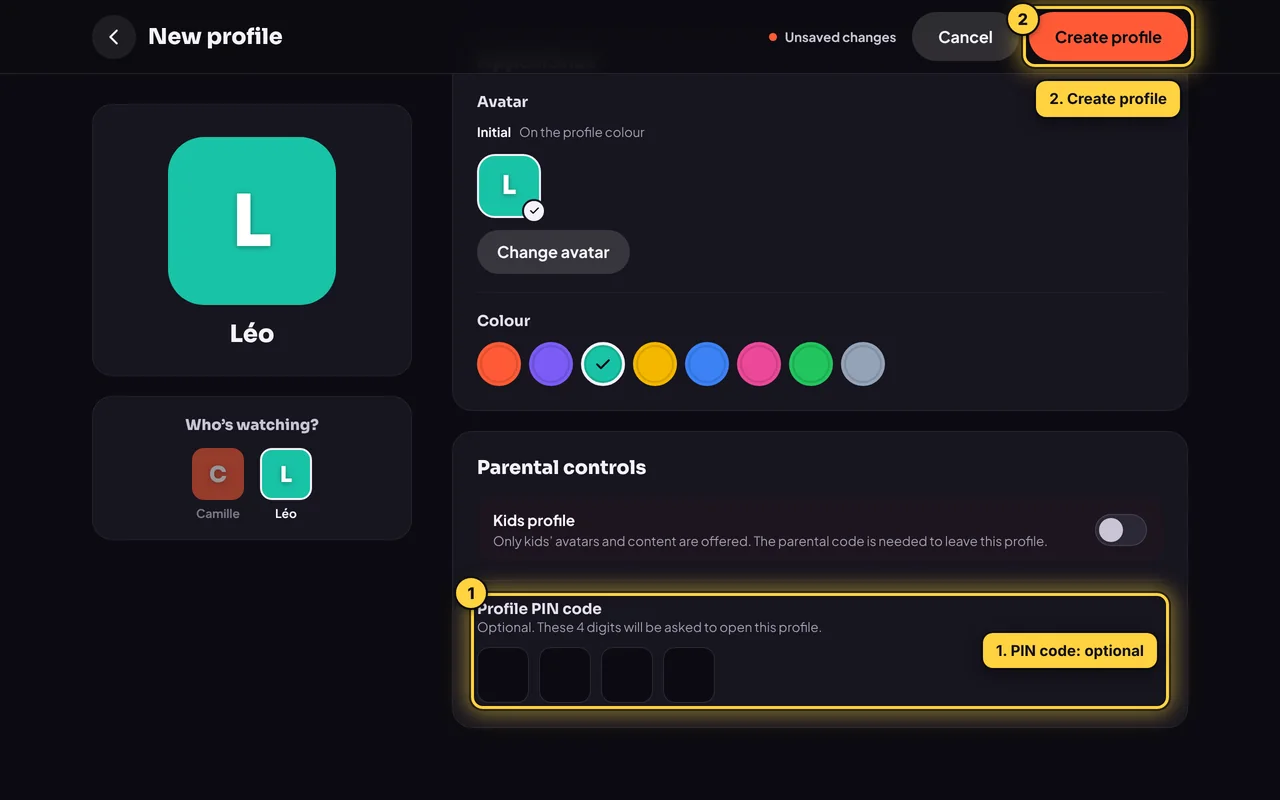 New profile
Unsaved changes
Cancel
2
Create profile
2. Create profile
L
Léo
Who's watching?
C
L
Camille
Léo
Avatar
Initial On the profile colour
L
Change avatar
Colour
Parental controls
Kids profile
Only kids' avatars and content are offered. The parental code is needed to leave this profile.
1
Profile PIN code
Optional. These 4 digits will be asked to open this profile.
1. PIN code: optional